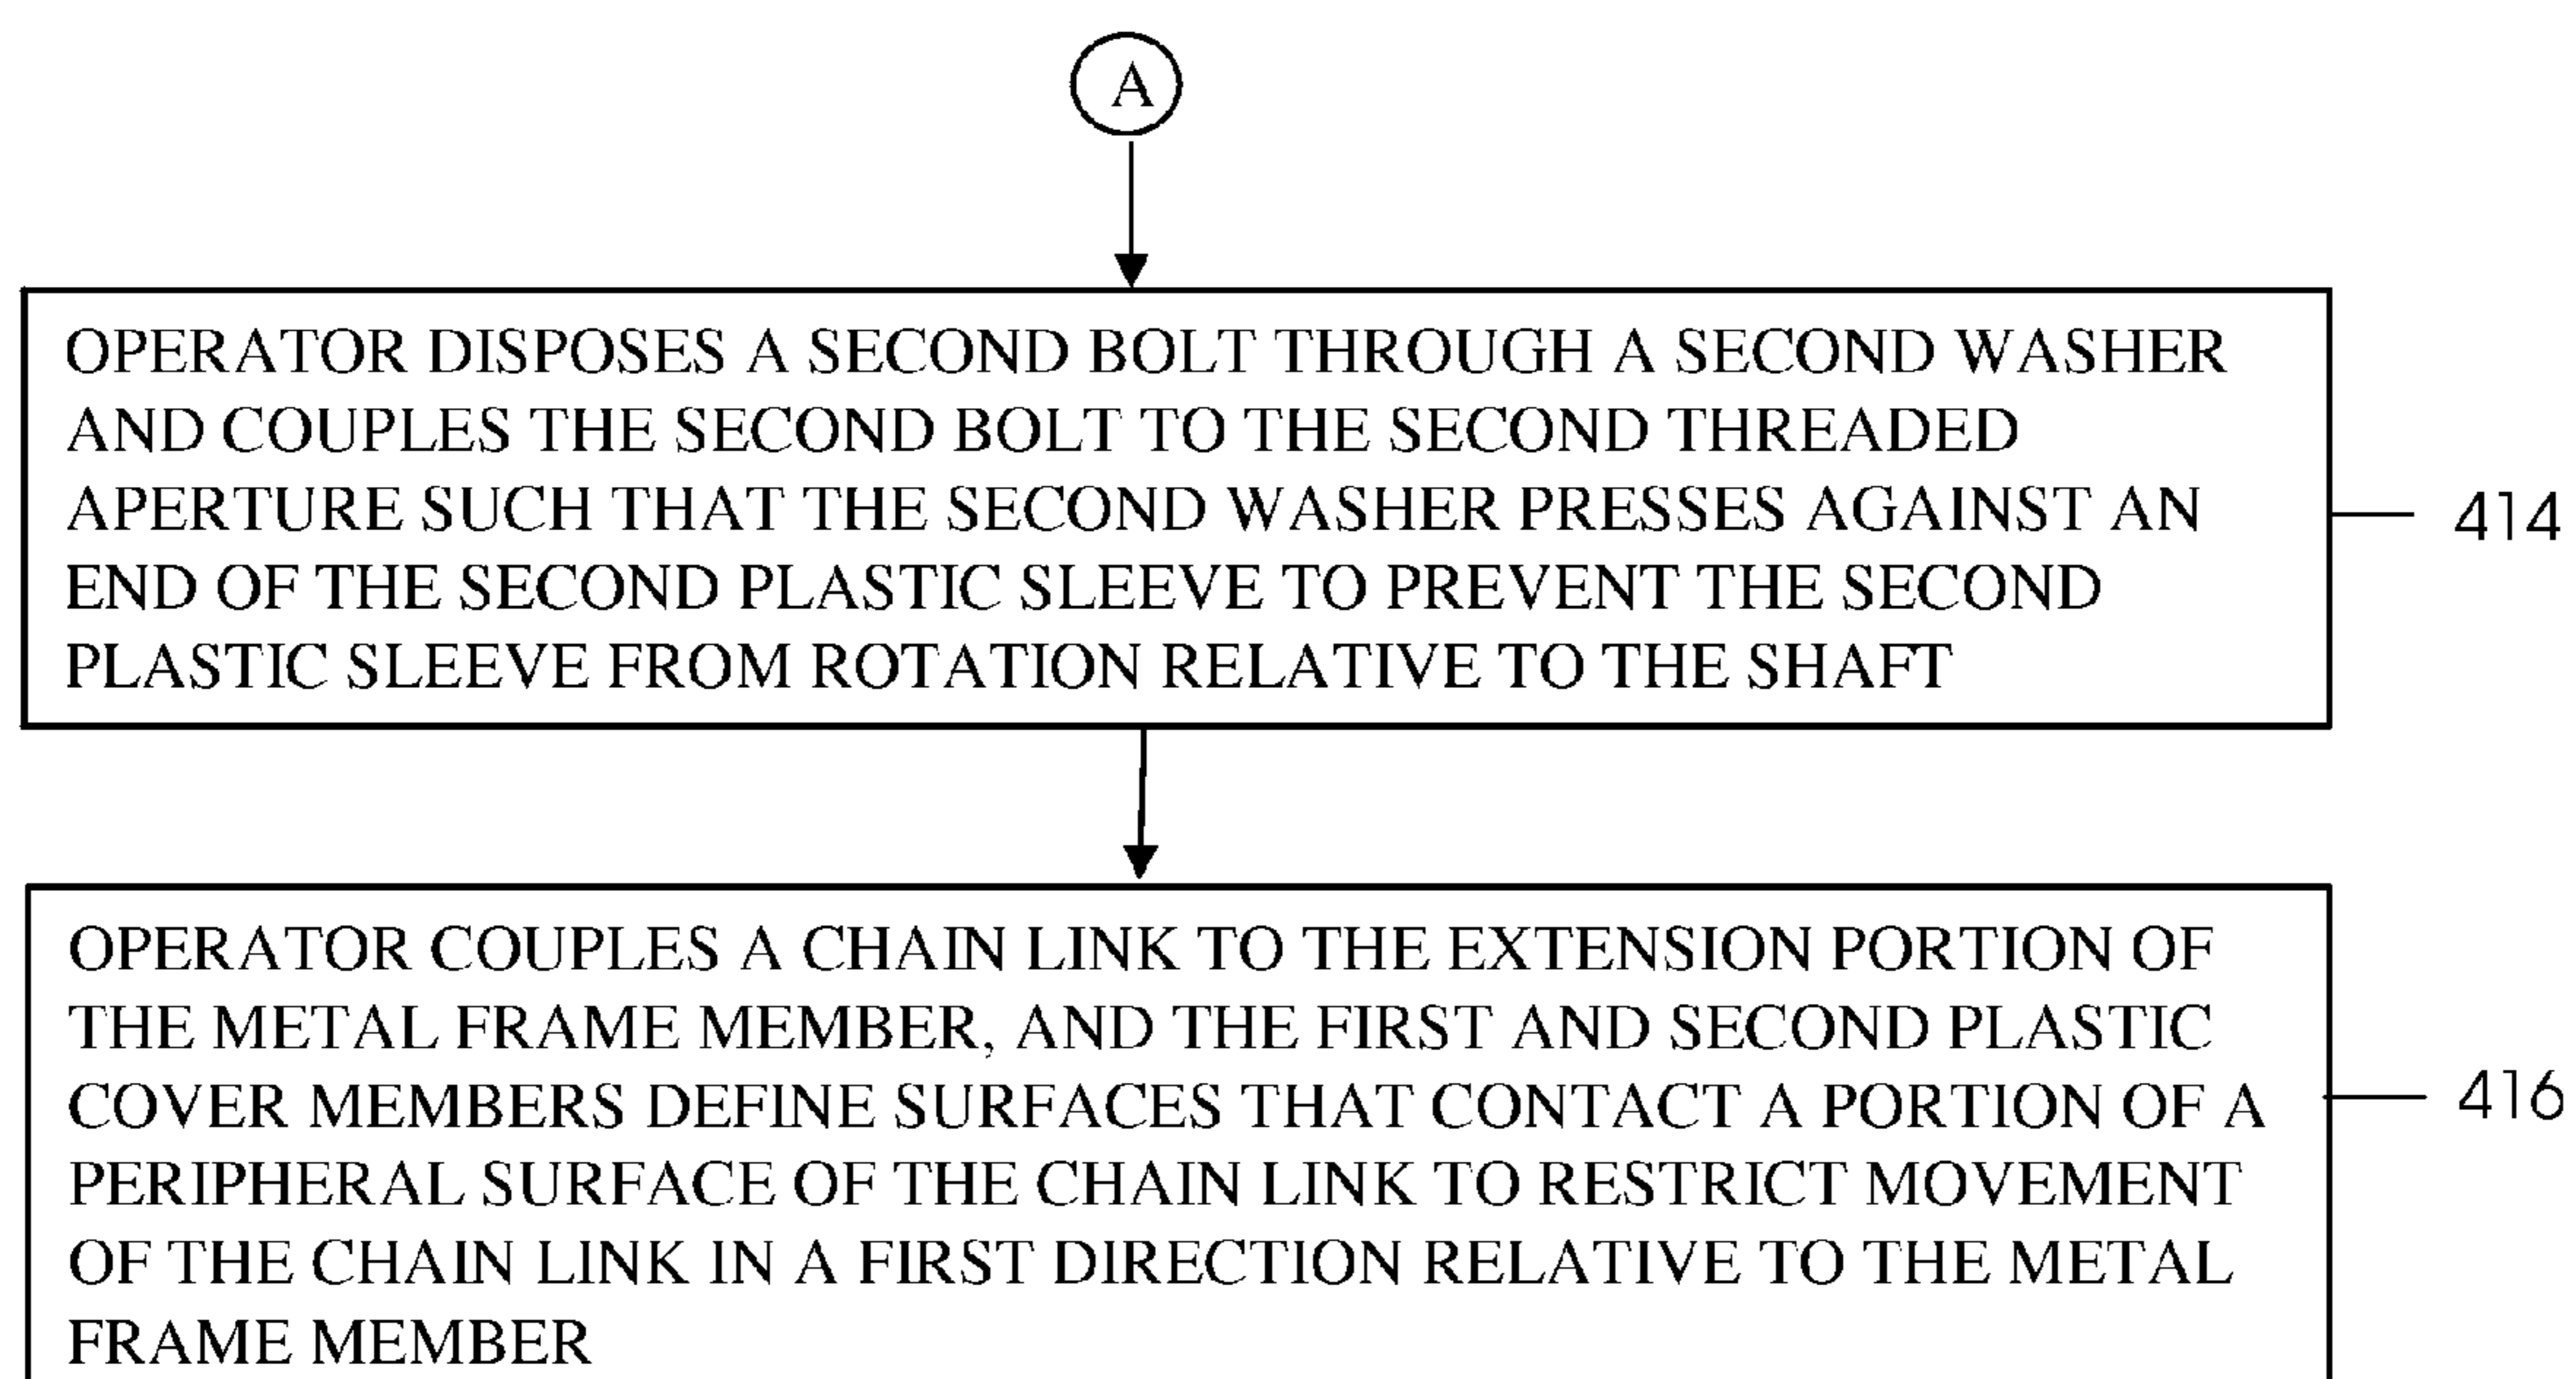 A
OPERATOR DISPOSES A SECOND BOLT THROUGH A SECOND WASHER
AND COUPLES THE SECOND BOLT TO THE SECOND THREADED
APERTURE SUCH THAT THE SECOND WASHER PRESSES AGAINST AN
END OF THE SECOND PLASTIC SLEEVE TO PREVENT THE SECOND
PLASTIC SLEEVE FROM ROTATION RELATIVE TO THE SHAFT
414
OPERATOR COUPLES A CHAIN LINK TO THE EXTENSION PORTION OF
THE METAL FRAME MEMBER, AND THE FIRST AND SECOND PLASTIC
COVER MEMBERS DEFINE SURFACES THAT CONTACT A PORTION OF A
PERIPHERAL SURFACE OF THE CHAIN LINK TO RESTRICT MOVEMENT
OF THE CHAIN LINK IN A FIRST DIRECTION RELATIVE TO THE METAL
FRAME MEMBER
416